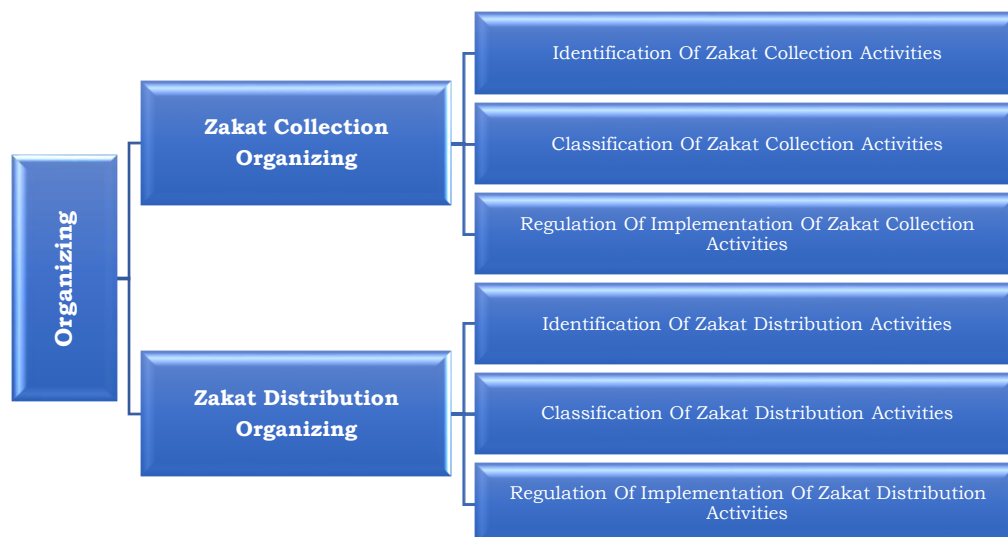 Organizing
Zakat Collection
Organizing
Identification Of Zakat Collection Activities
Classification Of Zakat Collection Activities
Regulation Of Implementation Of Zakat Collection
Activities
Zakat Distribution
Organizing
Identification Of Zakat Distribution Activities
Classification Of Zakat Distribution Activities
Regulation Of Implementation Of Zakat Distribution
Activities